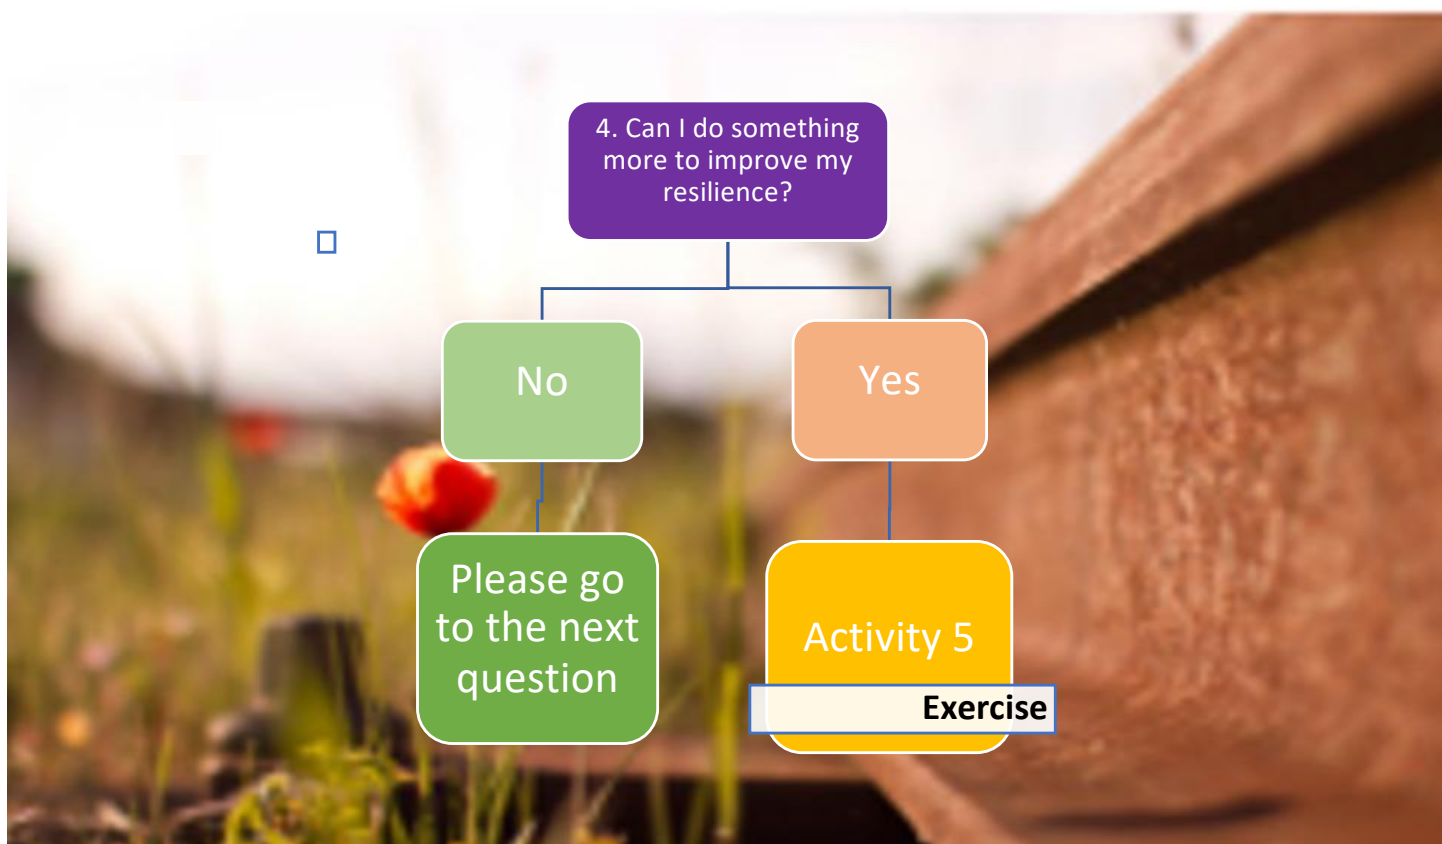 4. Can I do something
more to improve my
resilience?
No
Yes
Please go
to the next
question
Activity 5
Exercise